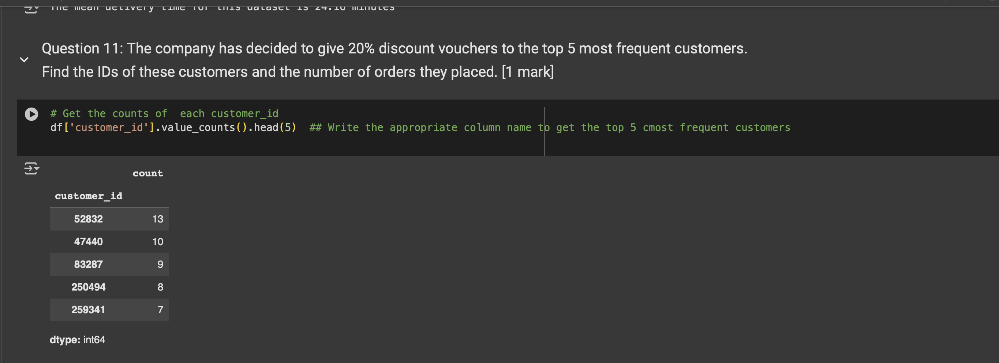 The mean delivery time for this dataset is 24.16 minutes
Question 11: The company has decided to give 20% discount vouchers to the top 5 most frequent customers.
Find the IDs of these customers and the number of orders they placed. [1 mark]
# Get the counts of  each customer_id
df['customer_id'].value_counts().head(5)  ## Write the appropriate column name to get the top 5 cmost frequent customers
count
customer_id
52832 13
47440 10
83287 9
250494 8
259341 7
dtype: int64